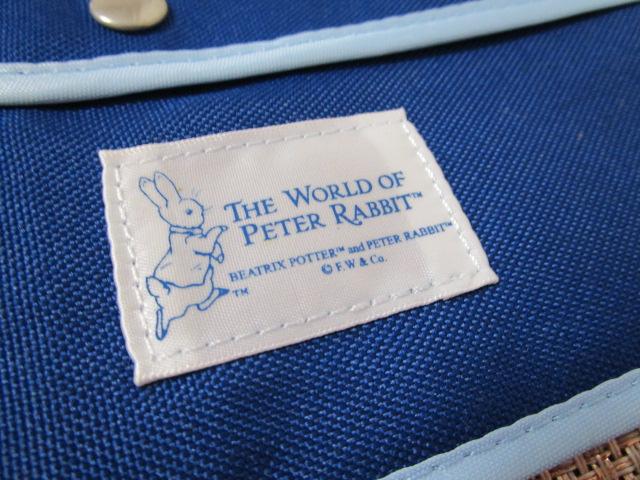 THE WORLD OF
PETER RABBIT™
BEATRIX POTTER™ and PETER RABBIT™
© F.W & Co.
™